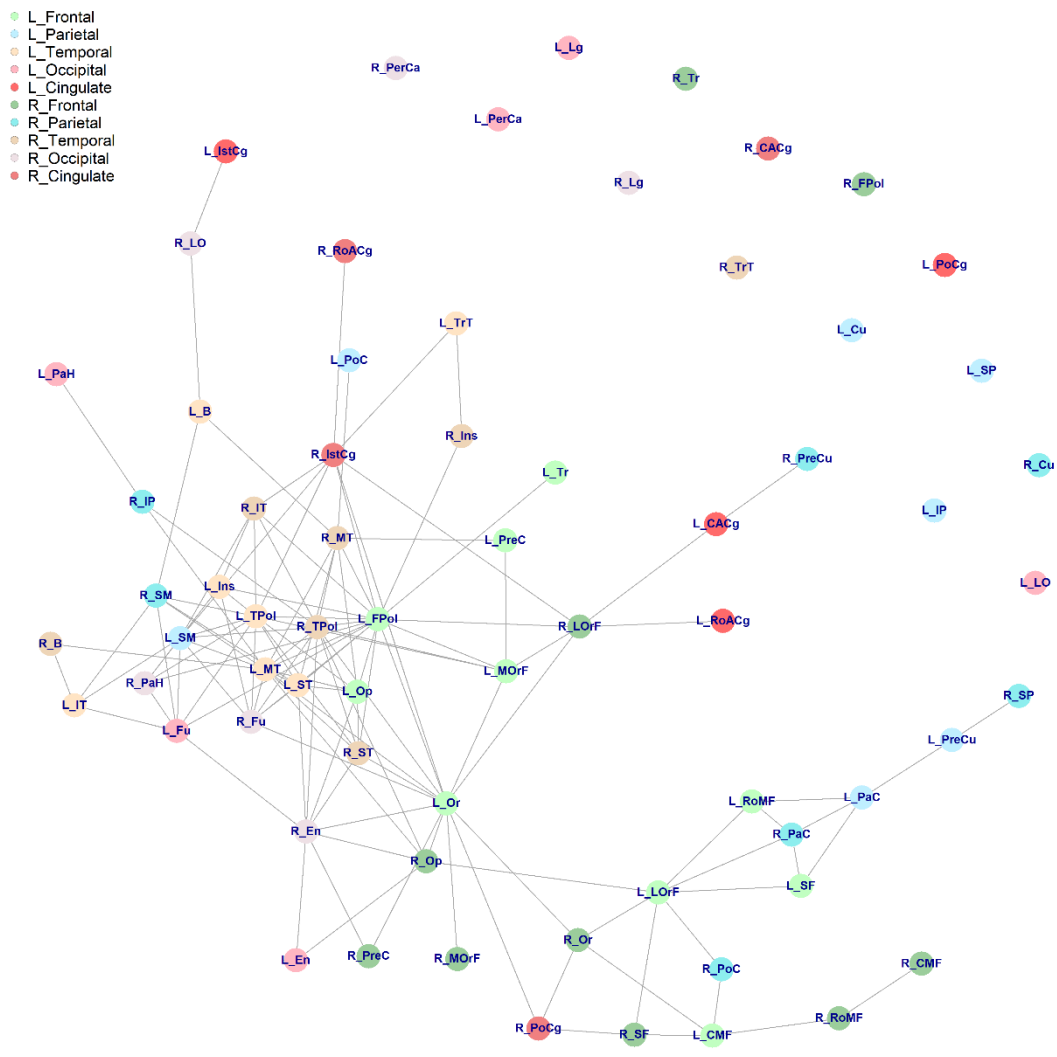 L_Frontal
L_Parietal
L_Temporal
L_Occipital
L_Cingulate
R_Frontal
R_Parietal
R_Temporal
R_Occipital
R_Cingulate
L_Lg
R_PerCa
R_Tr
L_PerCa
R_CACg
L_IstCg
R_Lg
R_FPol
R_LO
R_RoACg
L_PoCg
R_TrT
L_TrT
L_Cu
L_PoC
L_SP
L_PaH
L_B
R_Ins
R_IstCg
R_PreCu
R_Cu
L_Tr
R_IP
R_IT
L_IP
L_CACg
R_MT
L_PreC
L_LO
L_Ins
R_SM
L_TPol
L_FPol
L_RoACg
R_TPol
R_LOrF
L_SM
R_B
L_MT
L_MOrF
R_PaH
L_ST
L_Op
R_SP
L_IT
R_Fu
L_Fu
L_PreCu
R_ST
L_PaC
L_RoMF
L_Or
R_En
R_PaC
R_Op
L_SF
L_LOrF
R_Or
R_PreC
R_MOrF
L_En
R_CMF
R_PoC
R_RoMF
R_PoCg
R_SF
L_CMF